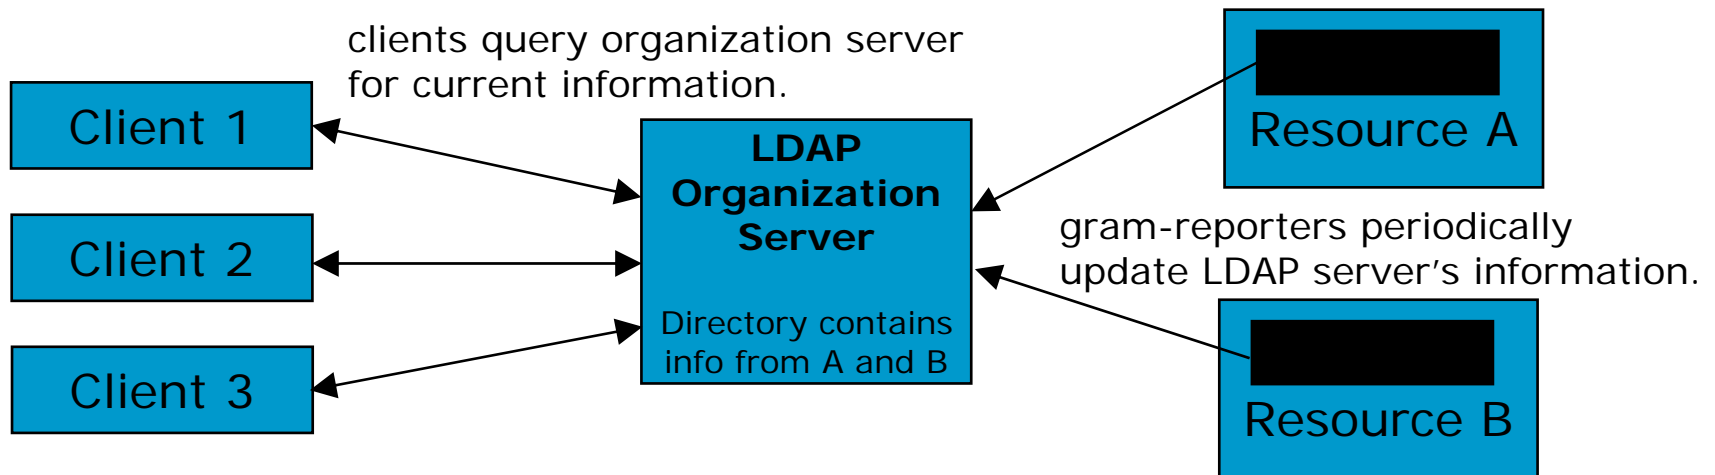 clients query organization server
for current information.
Client 1
Client 2
Client 3
LDAP
Organization
Server
Directory contains
info from A and B
Resource A
gram-reporters periodically
update LDAP server’s information.
Resource B